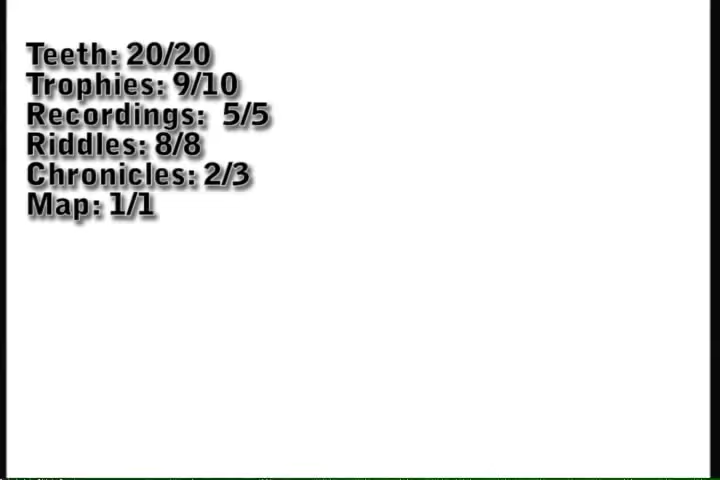 Teeth: 20/20
Trophies: 9/10
Recordings: 5/5
Riddles: 8/8
Chronicles: 2/3
Map: 1/1